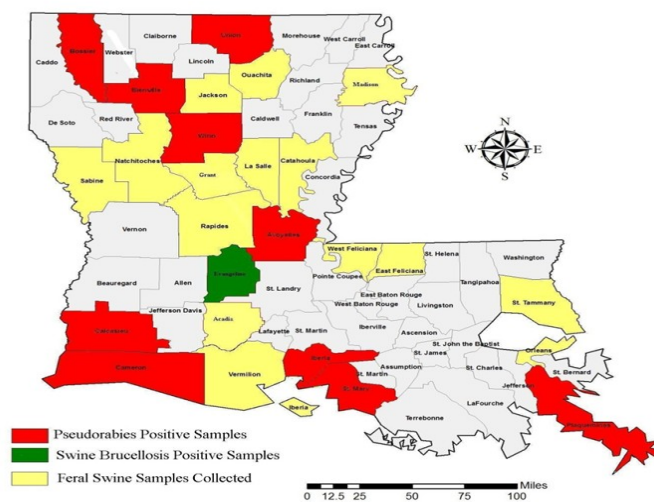 Union
Claiborne
Morehouse
West Carroll
East Carroll
Bossier
Webster
Lincoln
Caddo
Ouachita
Richland
Madison
Bienville
Jackson
Red River
Franklin
De Soto
Caldwell
Tensas
Winn
Natchitoches
Grant
La Salle
Catahoula
Sabine
Concordia
N
W E
S
Rapides
Avoyelles
Vernon
West Feliciana
East Feliciana
St. Helena
Washington
Evangeline
Pointe Coupee
Tangipahoa
Beauregard
Allen
St. Landry
East Baton Rouge
West Baton Rouge
Livingston
St. Tammany
Calcasieu
Jefferson Davis
Acadia
Lafayette
St. Martin
Iberville
Ascension
St. John the Baptist
St. James
Orleans
Cameron
Vermilion
Iberia
St. Martin
Assumption
St. Charles
St. Bernard
St. Mary
Jefferson
Iberia
Terrebonne
LaFourche
Plaquemines
Pseudorabies Positive Samples
Swine Brucellosis Positive Samples
Feral Swine Samples Collected
Miles
0 12.5 25 50 75 100